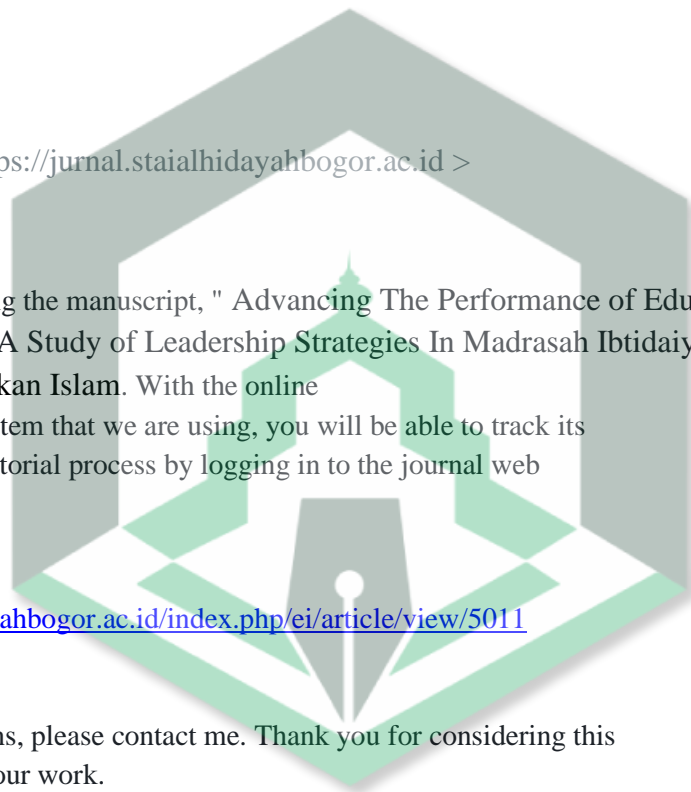 ps://jurnal.staialhidayahbogor.ac.id >
g the manuscript, " Advancing The Performance of Edu
A Study of Leadership Strategies In Madrasah Ibtidaiy
kan Islam. With the online
tem that we are using, you will be able to track its
torial process by logging in to the journal web
ahbogor.ac.id/index.php/ei/article/view/5011
ns, please contact me. Thank you for considering this
our work.